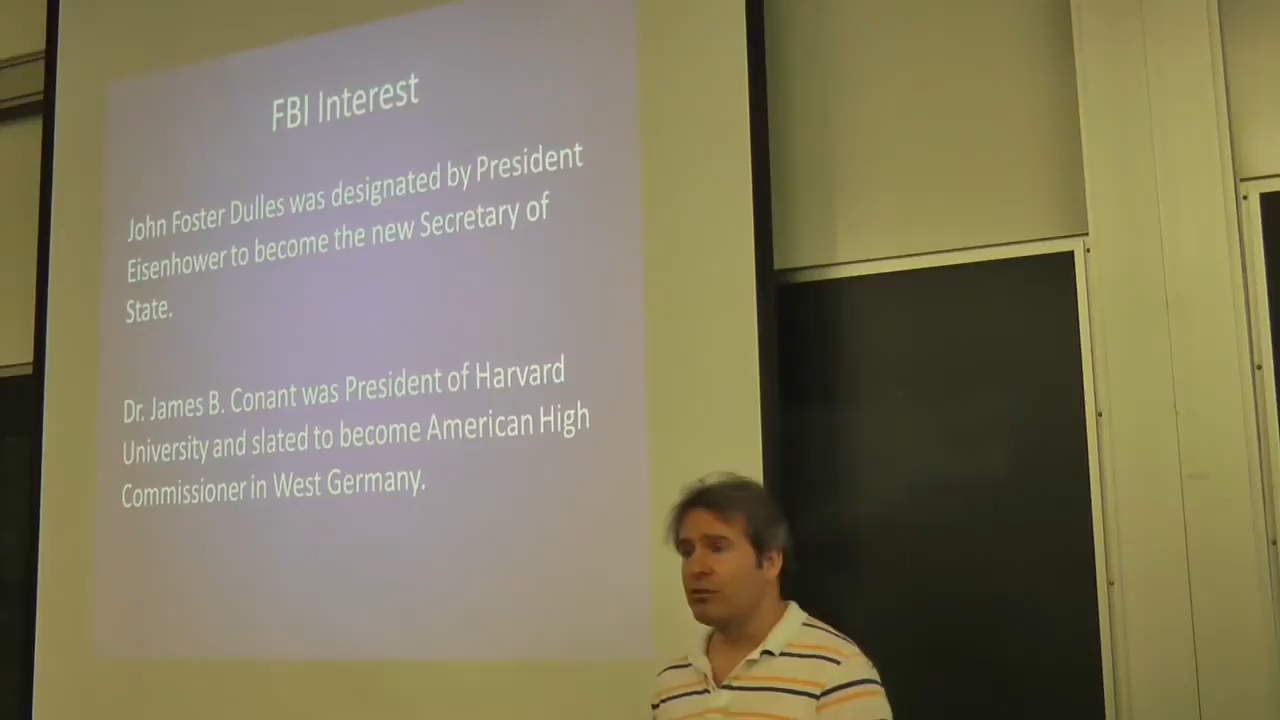 FBI Interest
John Foster Dulles was designated by President
Eisenhower to become the new Secretary of
State.
Dr. James B. Conant was President of Harvard
University and slated to become American High
Commissioner in West Germany.